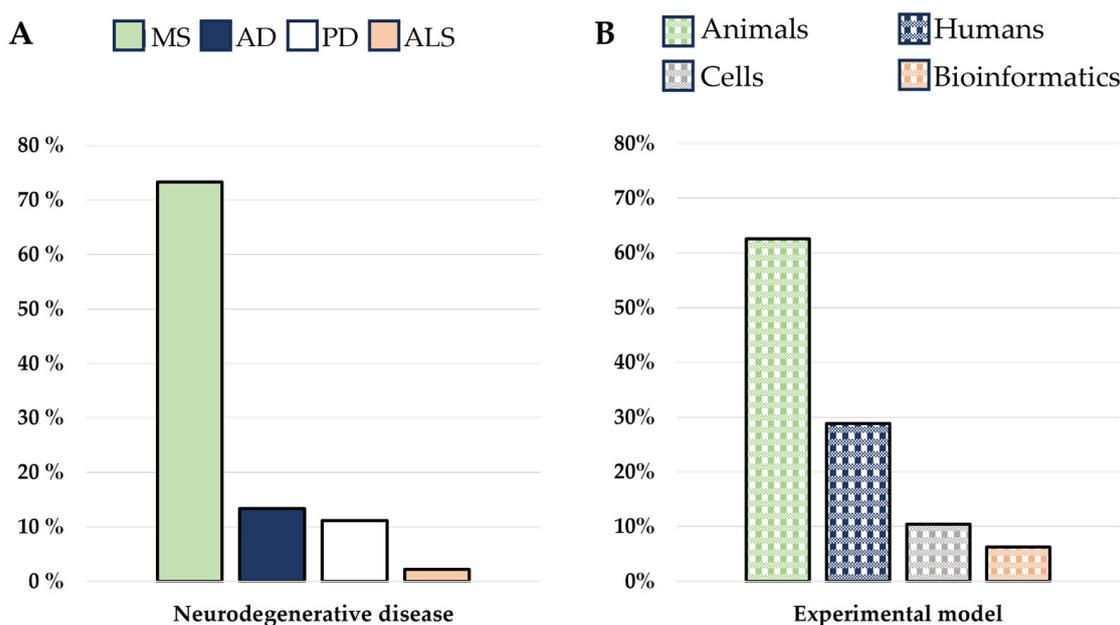 A
MS AD PD ALS
80 %
70 %
60 %
50 %
40 %
30 %
20 %
10 %
0 %
Neurodegenerative disease
B
Animals Humans
Cells Bioinformatics
80%
70%
60%
50%
40%
30%
20%
10%
0%
Experimental model